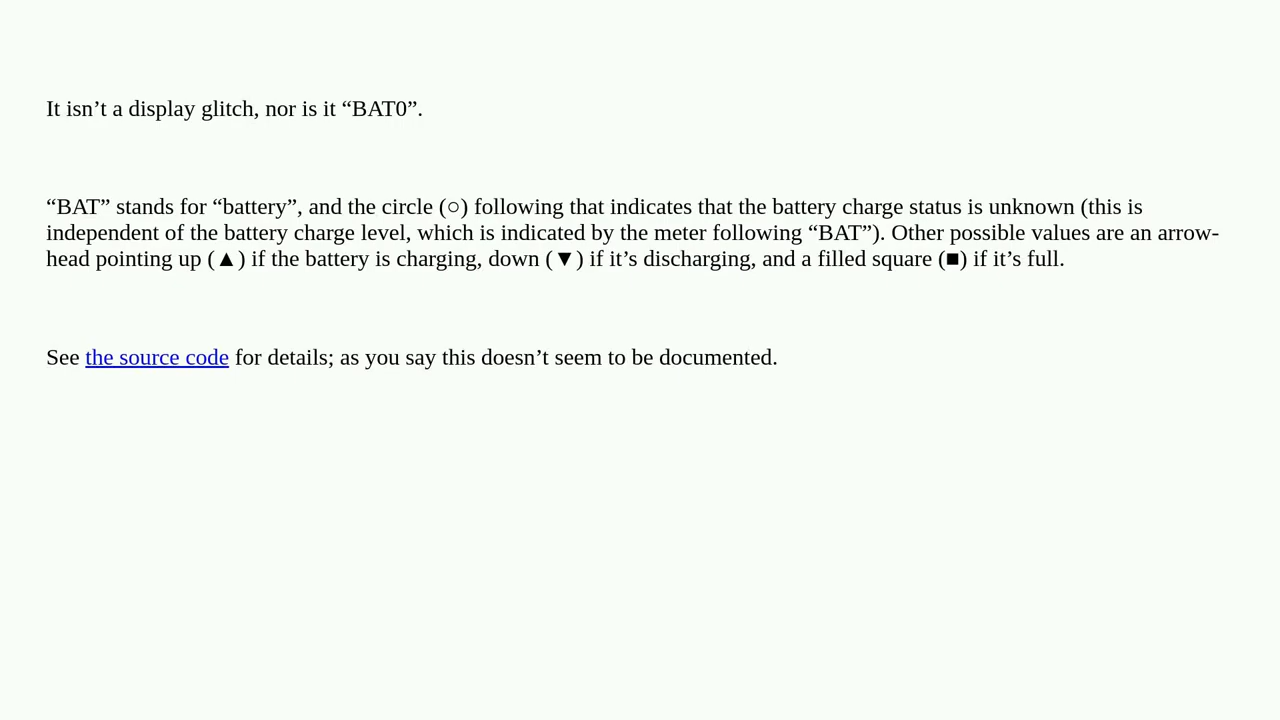 It isn’t a display glitch, nor is it “BAT0”.
“BAT” stands for “battery”, and the circle (○) following that indicates that the battery charge status is unknown (this is
independent of the battery charge level, which is indicated by the meter following “BAT”). Other possible values are an arrow-
head pointing up (▲) if the battery is charging, down (▼) if it’s discharging, and a filled square (■) if it’s full.
See the source code for details; as you say this doesn’t seem to be documented.